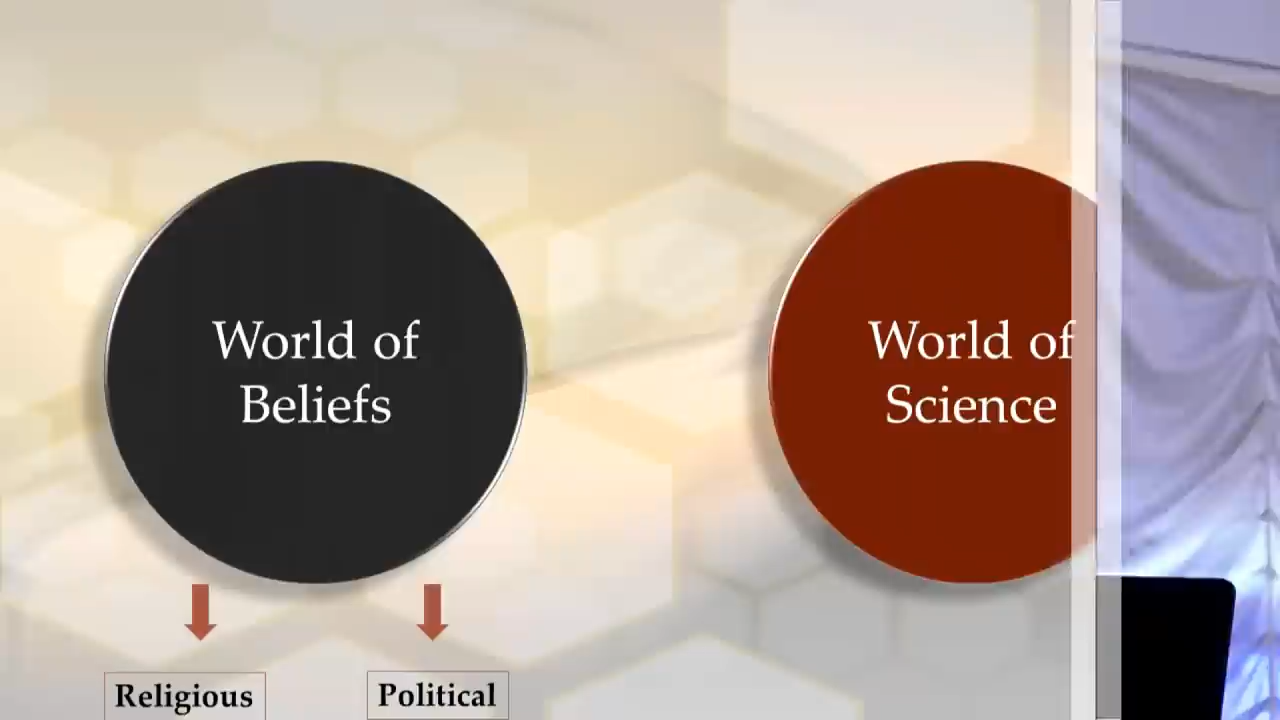 World of
Beliefs
World of
Science
Religious
Political